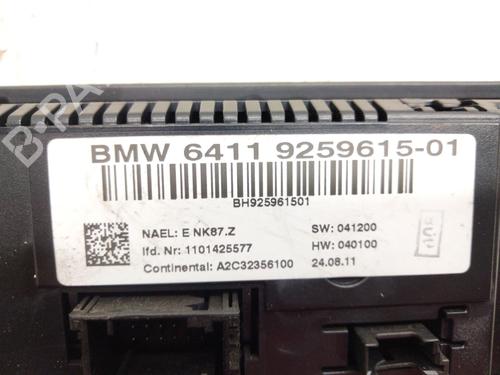 BMW 6411 9259615-01
BH925961501
NAEL: E NK87.Z
SW: 041200
lfd. Nr: 1101425577
HW: 040100
Continental: A2C32356100
24.08.11
B-PARTS